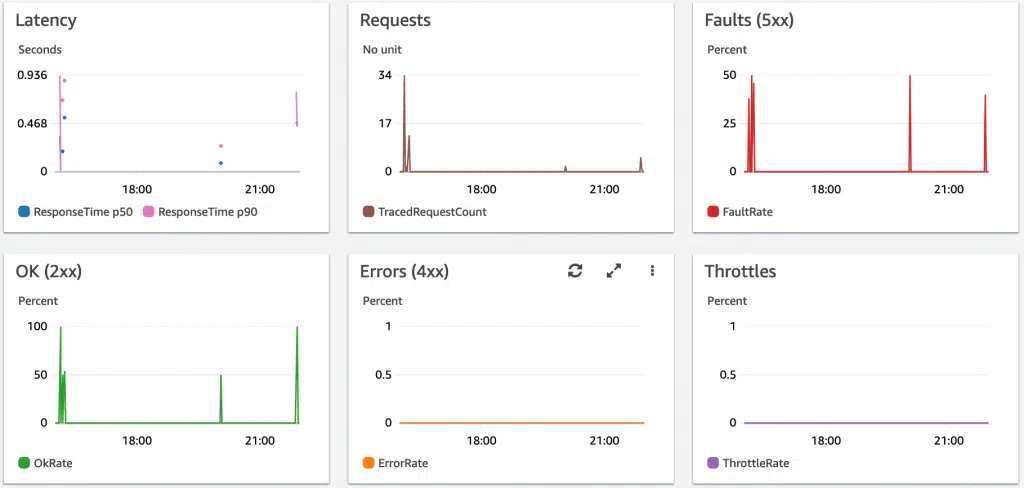 Latency
Seconds
0.936
0.468
0
18:00 21:00
ResponseTime p50 ResponseTime p90
Requests
No unit
34
17
0
18:00 21:00
TracedRequestCount
Faults (5xx)
Percent
50
25
0
18:00 21:00
FaultRate
OK (2xx)
Percent
100
50
0
18:00 21:00
OkRate
Errors (4xx)
Percent
1
0.5
0
18:00 21:00
ErrorRate
Throttles
Percent
1
0.5
0
18:00 21:00
ThrottleRate